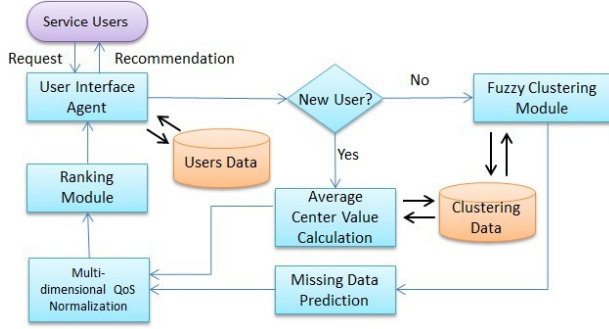 Service Users
Request
Recommendation
User Interface
Agent
New User?
No
Fuzzy Clustering
Module
Users Data
Yes
Ranking
Module
Average
Center Value
Calculation
Clustering
Data
Multi-
dimensional QoS
Normalization
Missing Data
Prediction